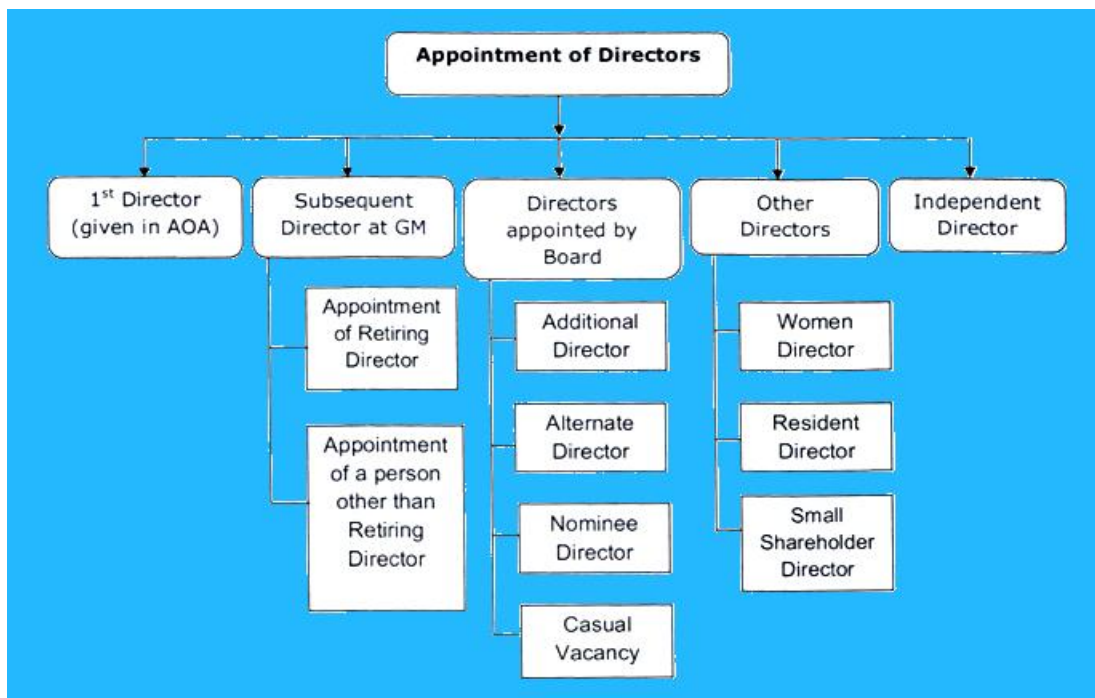 Appointment of Directors
1st Director
(given in AOA)
Subsequent
Director at GM
Directors
appointed by
Board
Other
Directors
Independent
Director
Appointment
of Retiring
Director
Appointment
of a person
other than
Retiring
Director
Additional
Director
Alternate
Director
Nominee
Director
Casual
Vacancy
Women
Director
Resident
Director
Small
Shareholder
Director